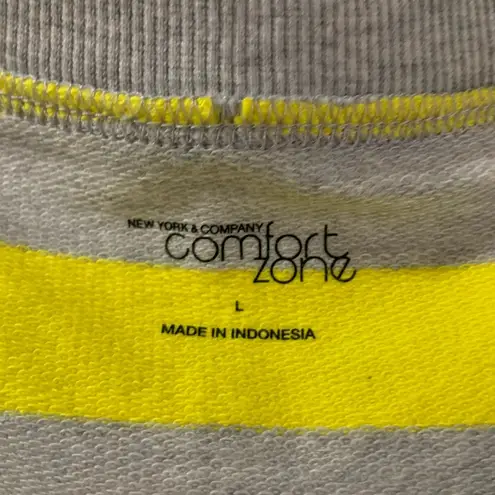 NEW YORK & COMPANY
comfort
zone
L
MADE IN INDONESIA